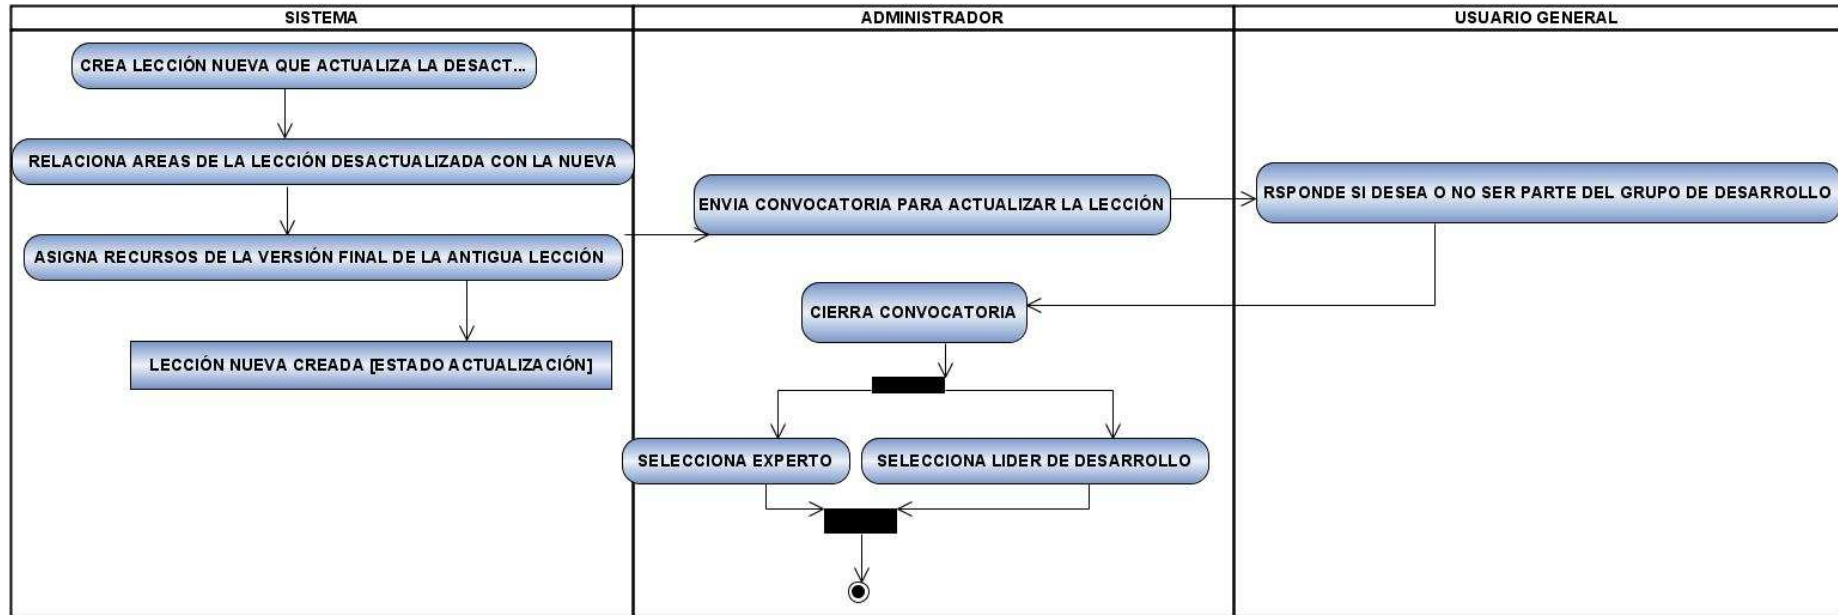 SISTEMA
ADMINISTRADOR
USUARIO GENERAL
CREA LECCIÓN NUEVA QUE ACTUALIZA LA DESACT...
RELACIONA AREAS DE LA LECCIÓN DESACTUALIZADA CON LA NUEVA
ASIGNA RECURSOS DE LA VERSIÓN FINAL DE LA ANTIGUA LECCIÓN
LECCIÓN NUEVA CREADA [ESTADO ACTUALIZACIÓN]
ENVIA CONVOCATORIA PARA ACTUALIZAR LA LECCIÓN
RSPONDE SI DESEA O NO SER PARTE DEL GRUPO DE DESARROLLO
CIERRA CONVOCATORIA
SELECCIONA EXPERTO
SELECCIONA LIDER DE DESARROLLO